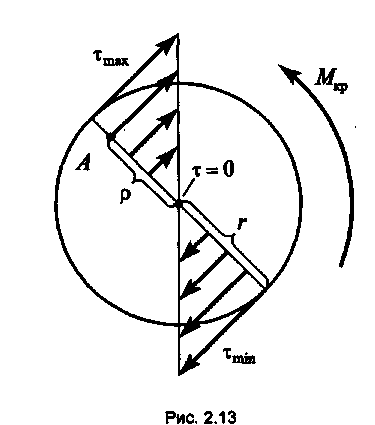 τmax
Mкр
A
τ = 0
ρ
r
τmin
Рис. 2.13